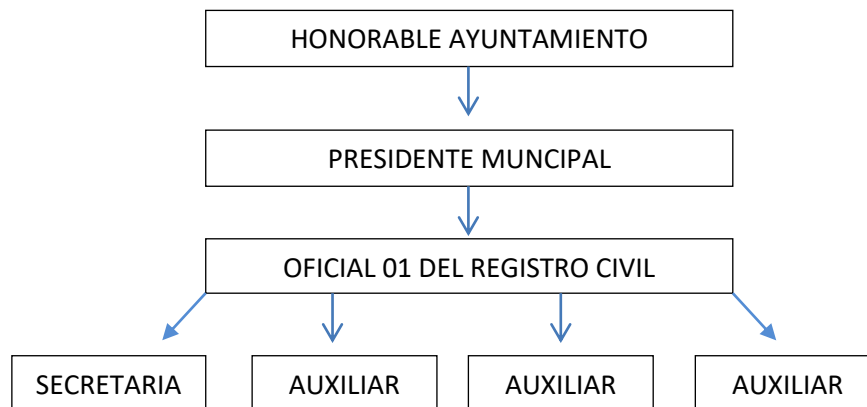 HONORABLE AYUNTAMIENTO
PRESIDENTE MUNCIPAL
OFICIAL 01 DEL REGISTRO CIVIL
SECRETARIA
AUXILIAR
AUXILIAR
AUXILIAR